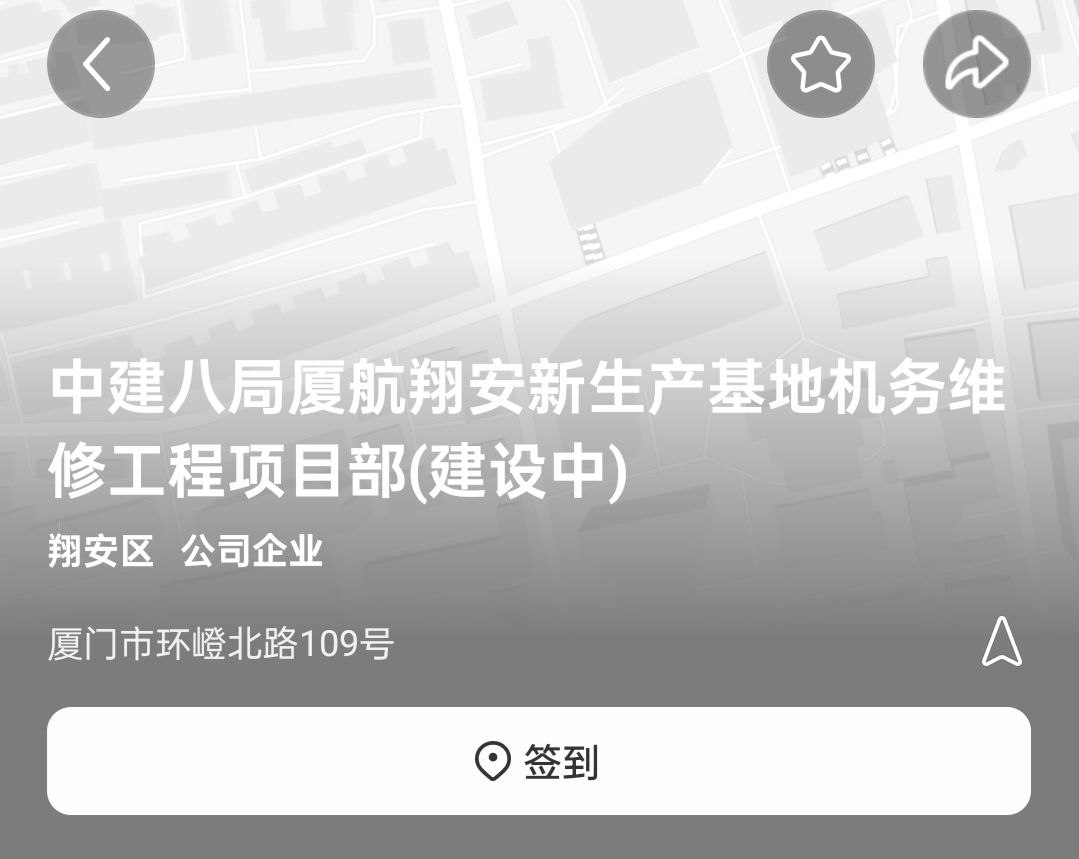 中建八局厦航翔安新生产基地机务维
修工程项目部(建设中)
翔安区 公司企业
厦门市环嶝北路109号
签到